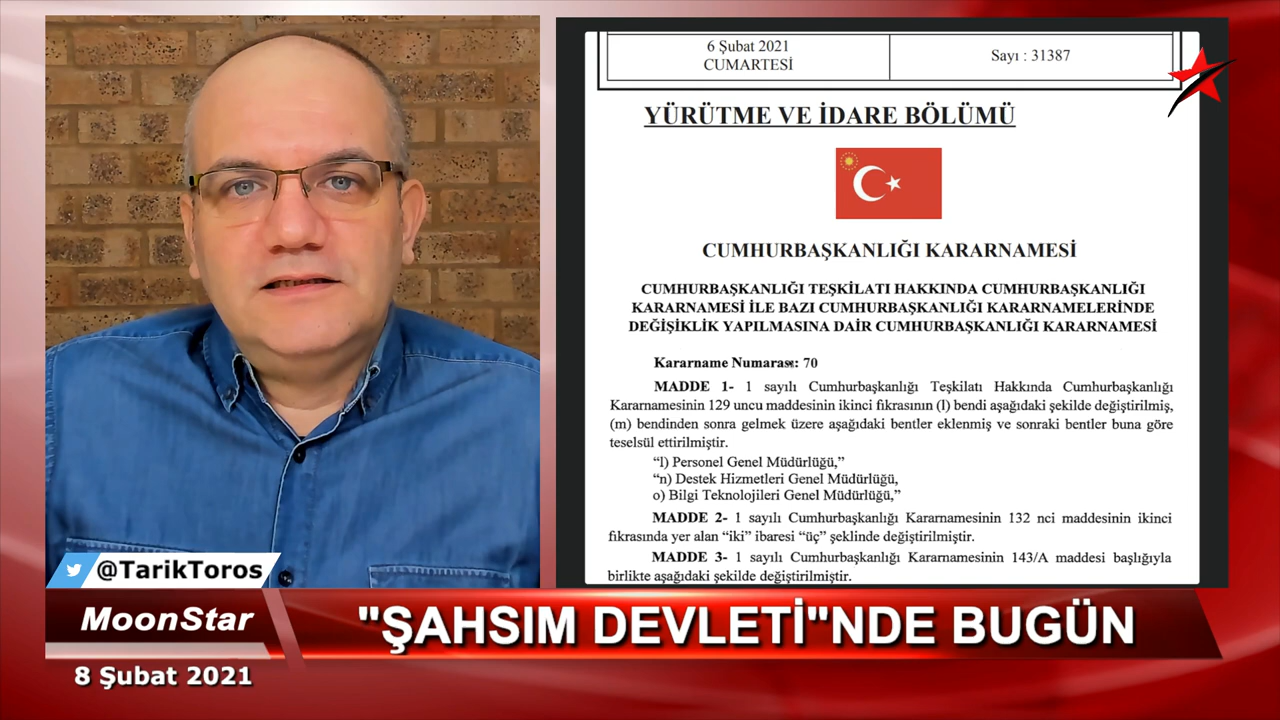 6 Şubat 2021
CUMARTESİ
Sayı : 31387
YÜRÜTME VE İDARE BÖLÜMÜ
CUMHURBAŞKANLIĞI KARARNAMESİ
CUMHURBAŞKANLIĞI TEŞKİLATI HAKKINDA CUMHURBAŞKANLIĞI
KARARNAMESİ İLE BAZI CUMHURBAŞKANLIĞI KARARNAMELERİNDE
DEĞİŞİKLİK YAPILMASINA DAİR CUMHURBAŞKANLIĞI KARARNAMESİ
Kararname Numarası: 70
MADDE 1- 1 sayılı Cumhurbaşkanlığı Teşkilatı Hakkında Cumhurbaşkanlığı
Kararnamesinin 129 uncu maddesinin ikinci fıkrasının (l) bendi aşağıdaki şekilde değiştirilmiş,
(m) bendinden sonra gelmek üzere aşağıdaki bentler eklenmiş ve sonraki bentler buna göre
teselsül ettirilmiştir.
“l) Personel Genel Müdürlüğü,”
“n) Destek Hizmetleri Genel Müdürlüğü,
o) Bilgi Teknolojileri Genel Müdürlüğü,”
MADDE 2- 1 sayılı Cumhurbaşkanlığı Kararnamesinin 132 nci maddesinin ikinci
fıkrasında yer alan “iki” ibaresi “üç” şeklinde değiştirilmiştir.
MADDE 3- 1 sayılı Cumhurbaşkanlığı Kararnamesinin 143/A maddesi başlığıyla
birlikte aşağıdaki şekilde değiştirilmiştir.
@TarikToros
MoonStar
"ŞAHSIM DEVLETİ"NDE BUGÜN
8 Şubat 2021